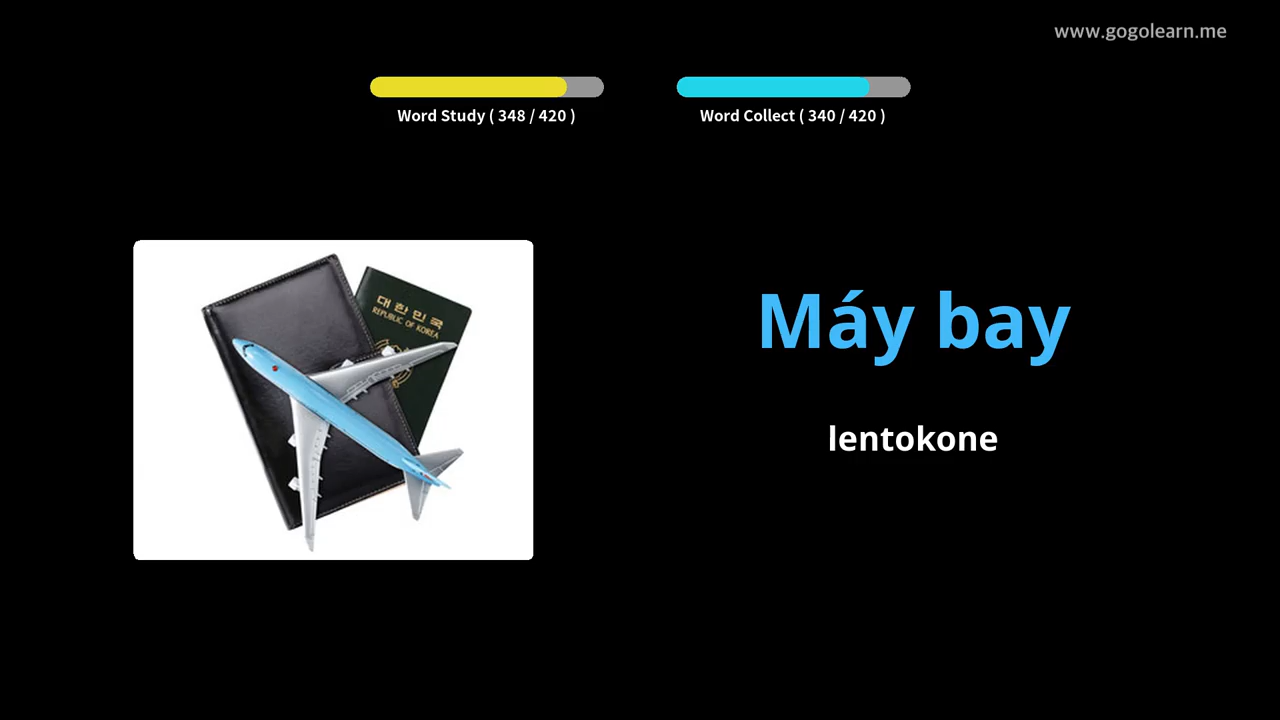 www.gogolearn.me
Word Study ( 348 / 420 )
Word Collect ( 340 / 420 )
대한민국
REPUBLIC OF KOREA
Máy bay
lentokone